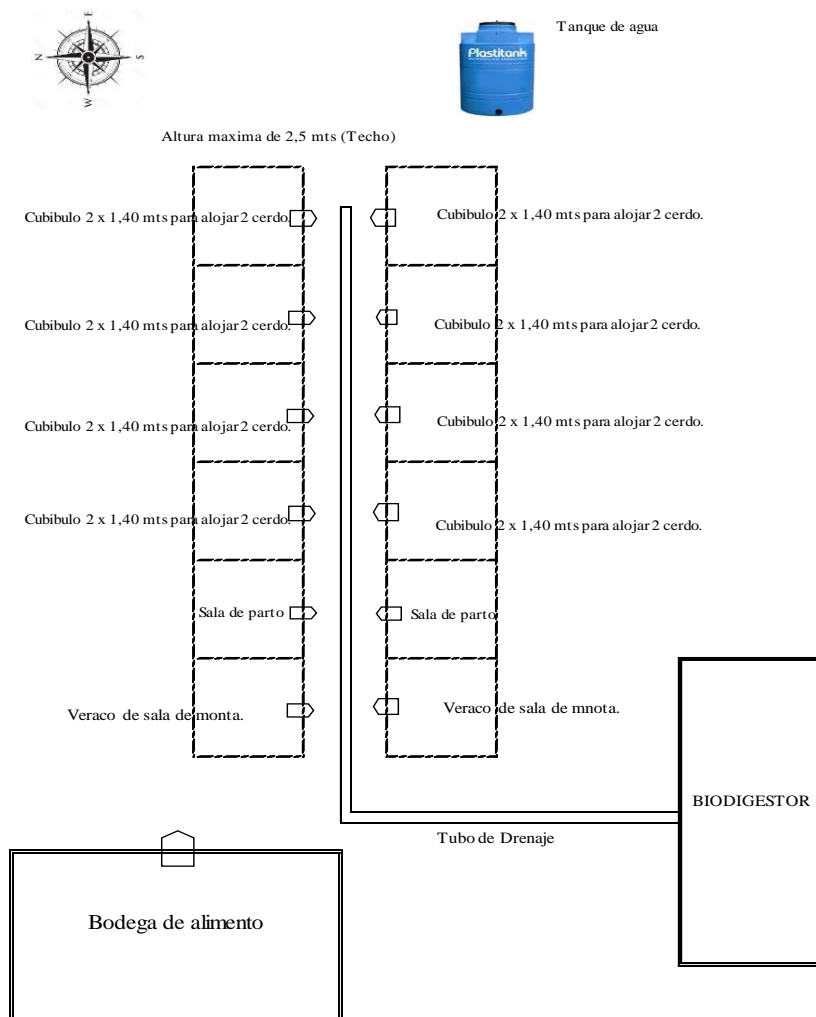 E
N
S
W
Plastitank
Tanque de agua
Altura maxima de 2,5 mts (Techo)
Cubibulo 2 x 1,40 mts para alojar 2 cerdo.
Cubibulo 2 x 1,40 mts para alojar 2 cerdo.
Cubibulo 2 x 1,40 mts para alojar 2 cerdo.
Cubibulo 2 x 1,40 mts para alojar 2 cerdo.
Cubibulo 2 x 1,40 mts para alojar 2 cerdo.
Cubibulo 2 x 1,40 mts para alojar 2 cerdo.
Cubibulo 2 x 1,40 mts para alojar 2 cerdo.
Cubibulo 2 x 1,40 mts para alojar 2 cerdo.
Sala de parto
Sala de parto
Veraco de sala de monta.
Veraco de sala de mnota.
BIODIGESTOR
Tubo de Drenaje
Bodega de alimento